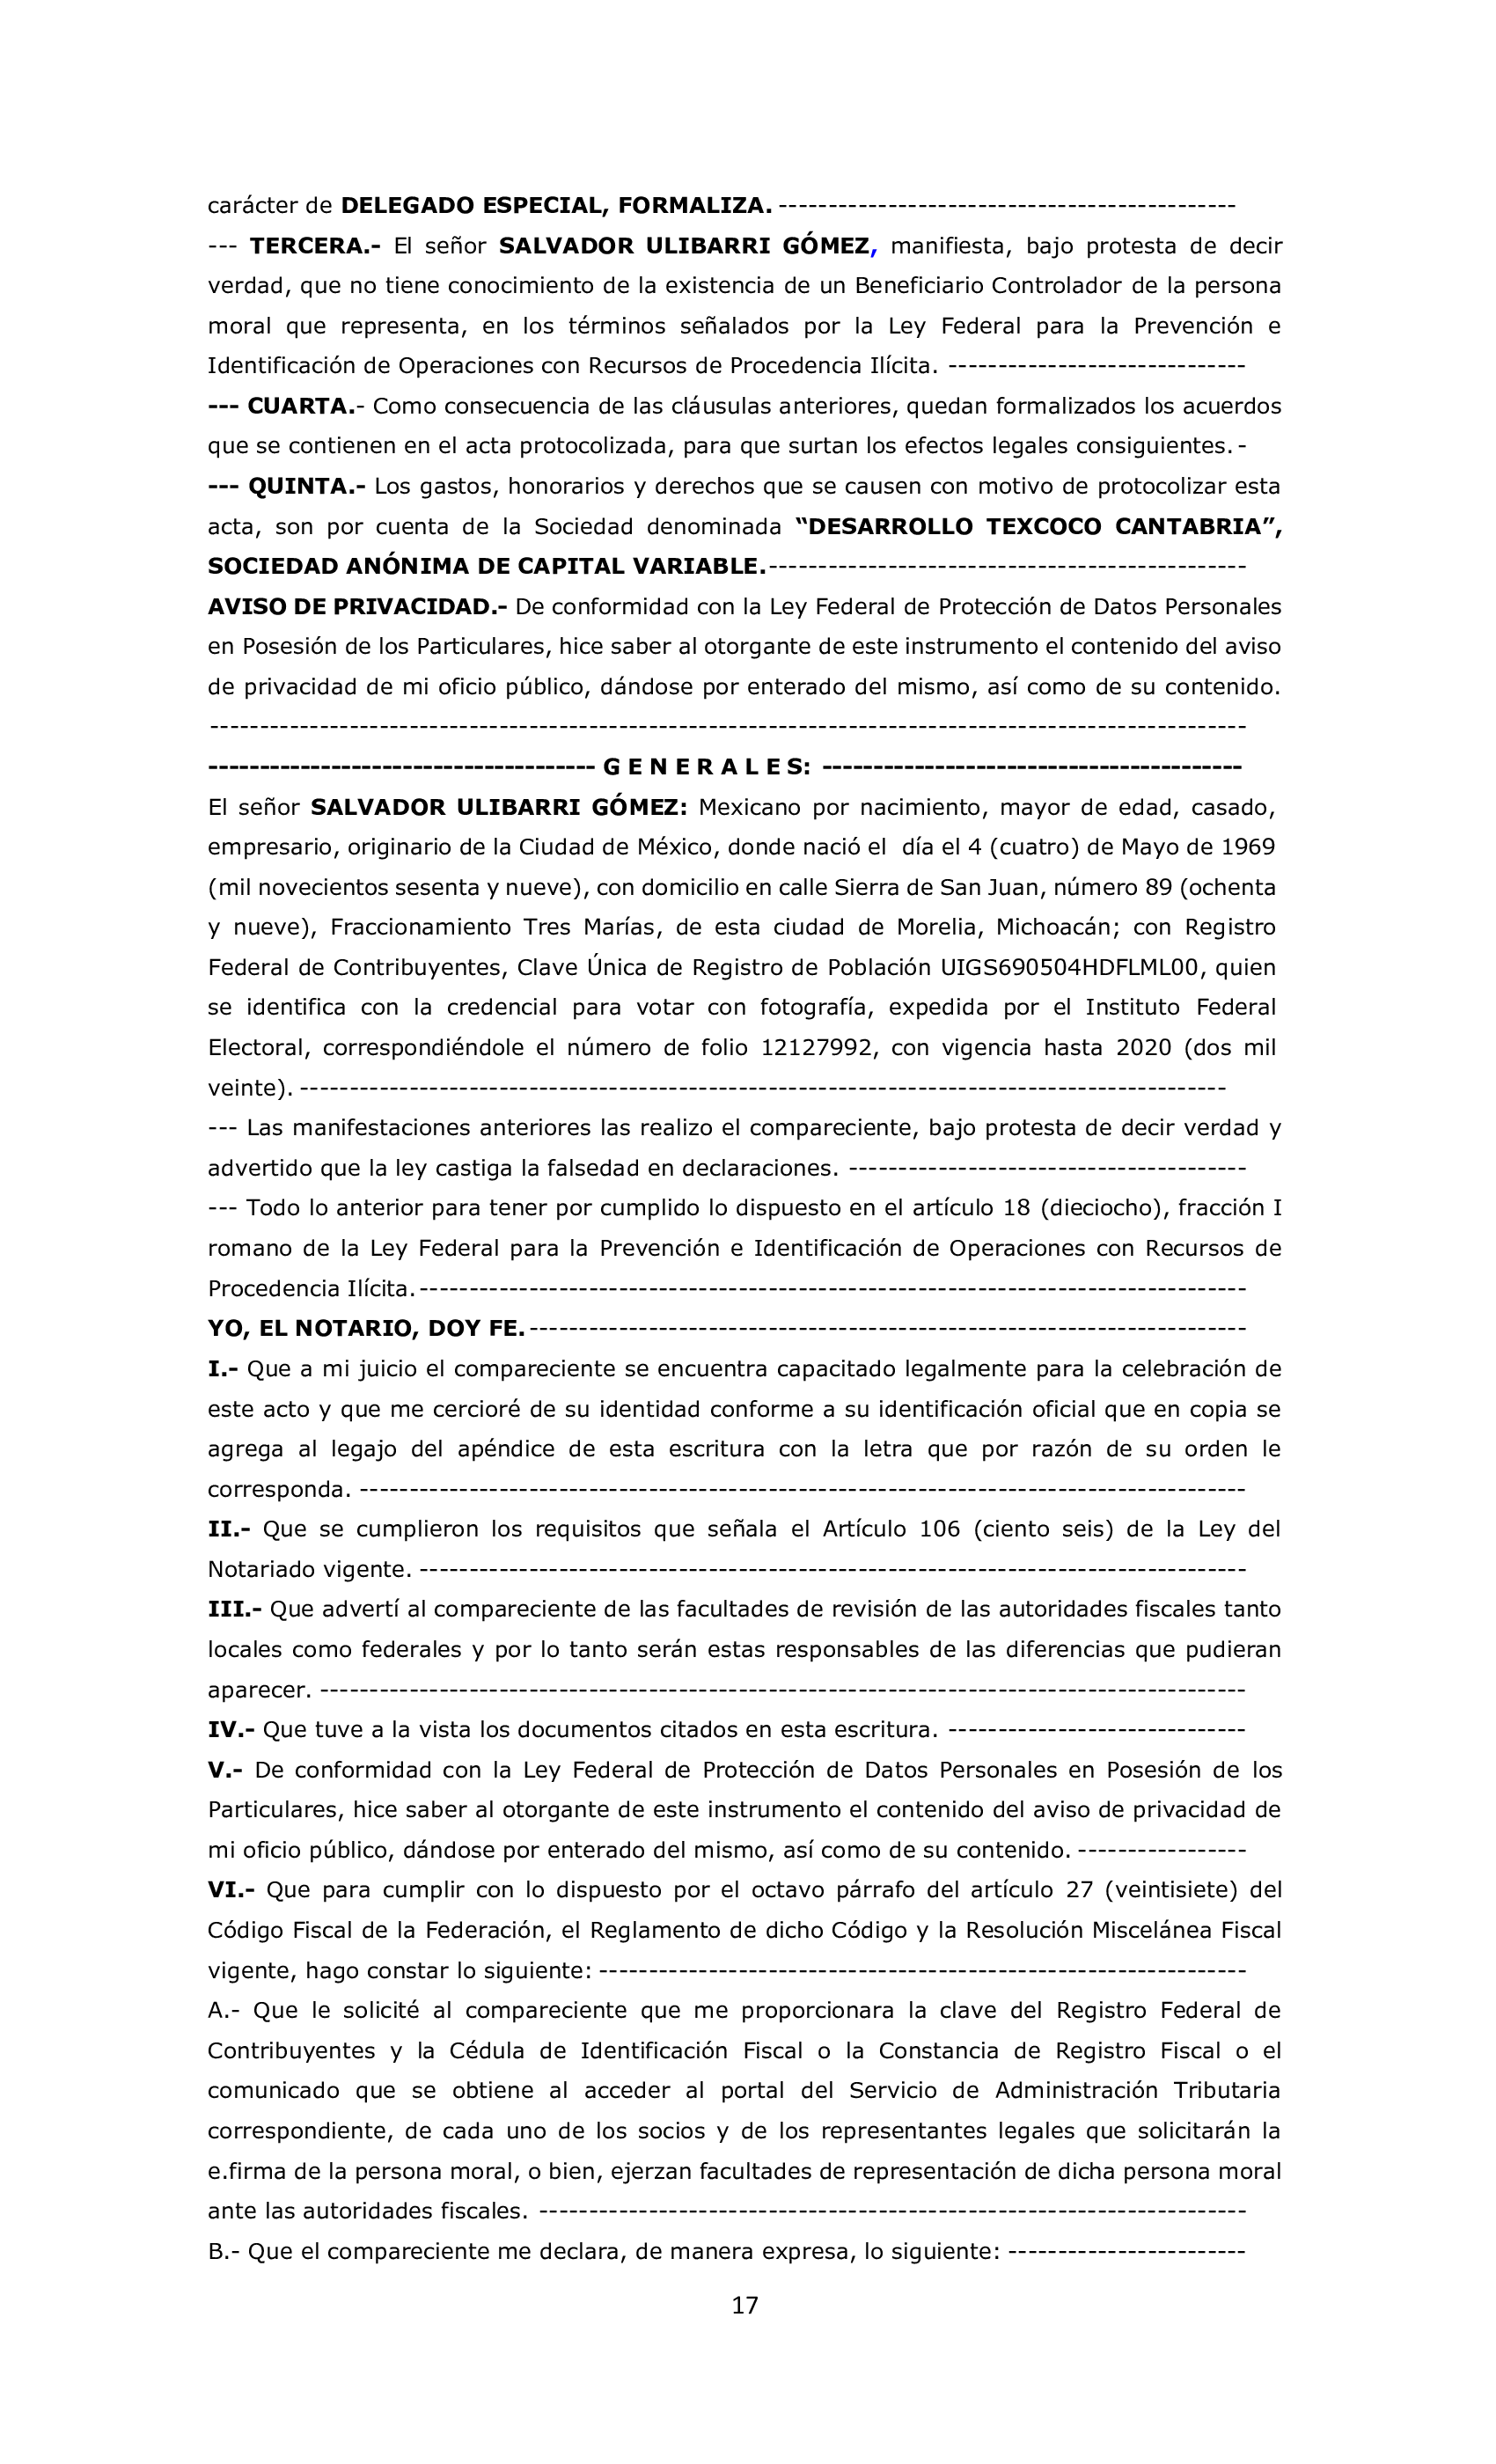 carácter de DELEGADO ESPECIAL, FORMALIZA. ----------------------------------------------
--- TERCERA.- El señor SALVADOR ULIBARRI GÓMEZ, manifiesta, bajo protesta de decir
verdad, que no tiene conocimiento de la existencia de un Beneficiario Controlador de la persona
moral que representa, en los términos señalados por la Ley Federal para la Prevención e
Identificación de Operaciones con Recursos de Procedencia Ilícita. ------------------------------
--- CUARTA.- Como consecuencia de las cláusulas anteriores, quedan formalizados los acuerdos
que se contienen en el acta protocolizada, para que surtan los efectos legales consiguientes. -
--- QUINTA.- Los gastos, honorarios y derechos que se causen con motivo de protocolizar esta
acta, son por cuenta de la Sociedad denominada “DESARROLLO TEXCOCO CANTABRIA”,
SOCIEDAD ANÓNIMA DE CAPITAL VARIABLE.------------------------------------------------
AVISO DE PRIVACIDAD.- De conformidad con la Ley Federal de Protección de Datos Personales
en Posesión de los Particulares, hice saber al otorgante de este instrumento el contenido del aviso
de privacidad de mi oficio público, dándose por enterado del mismo, así como de su contenido.
--------------------------------------------------------------------------------------------------------
-------------------------------------- G E N E R A L E S: -----------------------------------------
El señor SALVADOR ULIBARRI GÓMEZ: Mexicano por nacimiento, mayor de edad, casado,
empresario, originario de la Ciudad de México, donde nació el día el 4 (cuatro) de Mayo de 1969
(mil novecientos sesenta y nueve), con domicilio en calle Sierra de San Juan, número 89 (ochenta
y nueve), Fraccionamiento Tres Marías, de esta ciudad de Morelia, Michoacán; con Registro
Federal de Contribuyentes, Clave Única de Registro de Población UIGS690504HDFLML00, quien
se identifica con la credencial para votar con fotografía, expedida por el Instituto Federal
Electoral, correspondiéndole el número de folio 12127992, con vigencia hasta 2020 (dos mil
veinte). ---------------------------------------------------------------------------------------------
--- Las manifestaciones anteriores las realizo el compareciente, bajo protesta de decir verdad y
advertido que la ley castiga la falsedad en declaraciones. ----------------------------------------
--- Todo lo anterior para tener por cumplido lo dispuesto en el artículo 18 (dieciocho), fracción I
romano de la Ley Federal para la Prevención e Identificación de Operaciones con Recursos de
Procedencia Ilícita.-----------------------------------------------------------------------------------
YO, EL NOTARIO, DOY FE.------------------------------------------------------------------------
I.- Que a mi juicio el compareciente se encuentra capacitado legalmente para la celebración de
este acto y que me cercioré de su identidad conforme a su identificación oficial que en copia se
agrega al legajo del apéndice de esta escritura con la letra que por razón de su orden le
corresponda. -----------------------------------------------------------------------------------------
II.- Que se cumplieron los requisitos que señala el Artículo 106 (ciento seis) de la Ley del
Notariado vigente. -----------------------------------------------------------------------------------
III.- Que advertí al compareciente de las facultades de revisión de las autoridades fiscales tanto
locales como federales y por lo tanto serán estas responsables de las diferencias que pudieran
aparecer. ---------------------------------------------------------------------------------------------
IV.- Que tuve a la vista los documentos citados en esta escritura. ------------------------------
V.- De conformidad con la Ley Federal de Protección de Datos Personales en Posesión de los
Particulares, hice saber al otorgante de este instrumento el contenido del aviso de privacidad de
mi oficio público, dándose por enterado del mismo, así como de su contenido. -----------------
VI.- Que para cumplir con lo dispuesto por el octavo párrafo del artículo 27 (veintisiete) del
Código Fiscal de la Federación, el Reglamento de dicho Código y la Resolución Miscelánea Fiscal
vigente, hago constar lo siguiente: -----------------------------------------------------------------
A.- Que le solicité al compareciente que me proporcionara la clave del Registro Federal de
Contribuyentes y la Cédula de Identificación Fiscal o la Constancia de Registro Fiscal o el
comunicado que se obtiene al acceder al portal del Servicio de Administración Tributaria
correspondiente, de cada uno de los socios y de los representantes legales que solicitarán la
e.firma de la persona moral, o bien, ejerzan facultades de representación de dicha persona moral
ante las autoridades fiscales. -----------------------------------------------------------------------
B.- Que el compareciente me declara, de manera expresa, lo siguiente: ------------------------
17